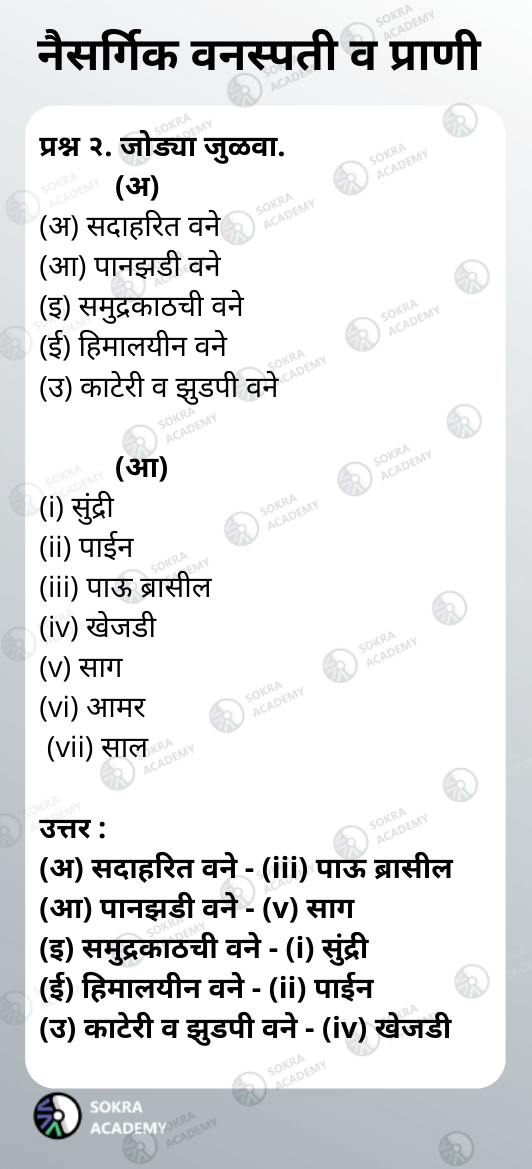 नैसर्गिक वनस्पती व प्राणी
प्रश्न २. जोड्या जुळवा.
(अ)
(अ) सदाहरित वने
(आ) पानझडी वने
(इ) समुद्रकाठची वने
(ई) हिमालयीन वने
(उ) काटेरी व झुडपी वने
(आ)
(i) सुंद्री
(ii) पाईन
(iii) पाऊ ब्रासील
(iv) खेजडी
(v) साग
(vi) आमर
(vii) साल
उत्तर :
(अ) सदाहरित वने - (iii) पाऊ ब्रासील
(आ) पानझडी वने - (v) साग
(इ) समुद्रकाठची वने - (i) सुंद्री
(ई) हिमालयीन वने - (ii) पाईन
(उ) काटेरी व झुडपी वने - (iv) खेजडी
SOKRA
ACADEMY